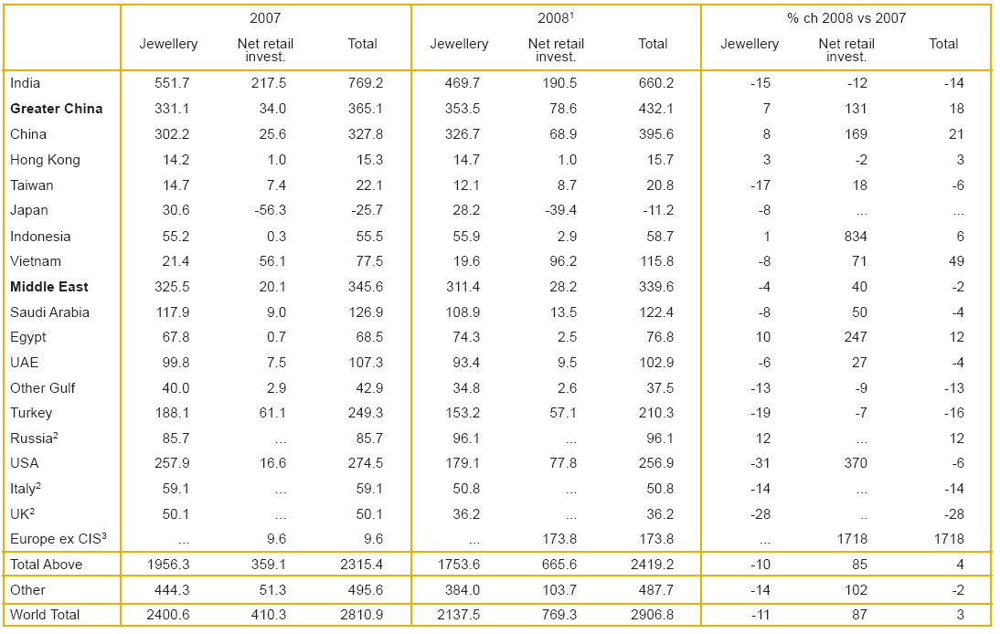 2007 2008¹ % ch 2008 vs 2007
Jewellery Net retail invest. Total Jewellery Net retail invest. Total Jewellery Net retail invest. Total
India 551.7 217.5 769.2 469.7 190.5 660.2 -15 -12 -14
Greater China 331.1 34.0 365.1 353.5 78.6 432.1 7 131 18
China 302.2 25.6 327.8 326.7 68.9 395.6 8 169 21
Hong Kong 14.2 1.0 15.3 14.7 1.0 15.7 3 -2 3
Taiwan 14.7 7.4 22.1 12.1 8.7 20.8 -17 18 -6
Japan 30.6 -56.3 -25.7 28.2 -39.4 -11.2 -8 ... ...
Indonesia 55.2 0.3 55.5 55.9 2.9 58.7 1 834 6
Vietnam 21.4 56.1 77.5 19.6 96.2 115.8 -8 71 49
Middle East 325.5 20.1 345.6 311.4 28.2 339.6 -4 40 -2
Saudi Arabia 117.9 9.0 126.9 108.9 13.5 122.4 -8 50 -4
Egypt 67.8 0.7 68.5 74.3 2.5 76.8 10 247 12
UAE 99.8 7.5 107.3 93.4 9.5 102.9 -6 27 -4
Other Gulf 40.0 2.9 42.9 34.8 2.6 37.5 -13 -9 -13
Turkey 188.1 61.1 249.3 153.2 57.1 210.3 -19 -7 -16
Russia² 85.7 ... 85.7 96.1 ... 96.1 12 ... 12
USA 257.9 16.6 274.5 179.1 77.8 256.9 -31 370 -6
Italy² 59.1 ... 59.1 50.8 ... 50.8 -14 ... -14
UK² 50.1 ... 50.1 36.2 ... 36.2 -28 .. -28
Europe ex CIS³ ... 9.6 9.6 ... 173.8 173.8 ... 1718 1718
Total Above 1956.3 359.1 2315.4 1753.6 665.6 2419.2 -10 85 4
Other 444.3 51.3 495.6 384.0 103.7 487.7 -14 102 -2
World Total 2400.6 410.3 2810.9 2137.5 769.3 2906.8 -11 87 3